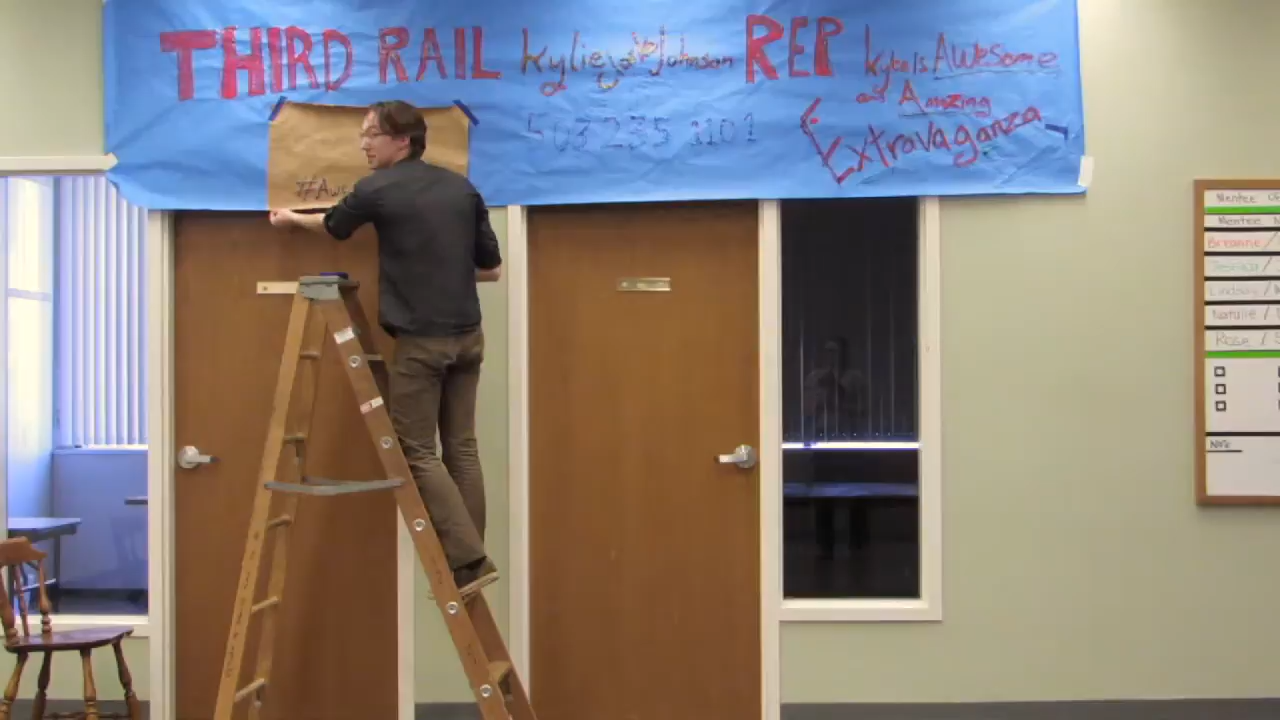 THIRD RAIL Kylie Johnson REP Kyle Is AWESOME
Amazing
Extravaganza
503 235 1101
#Awe
Mentee
Mentee
Breanne /
Jessica /
Lindsay /
Natalie /
Rose /